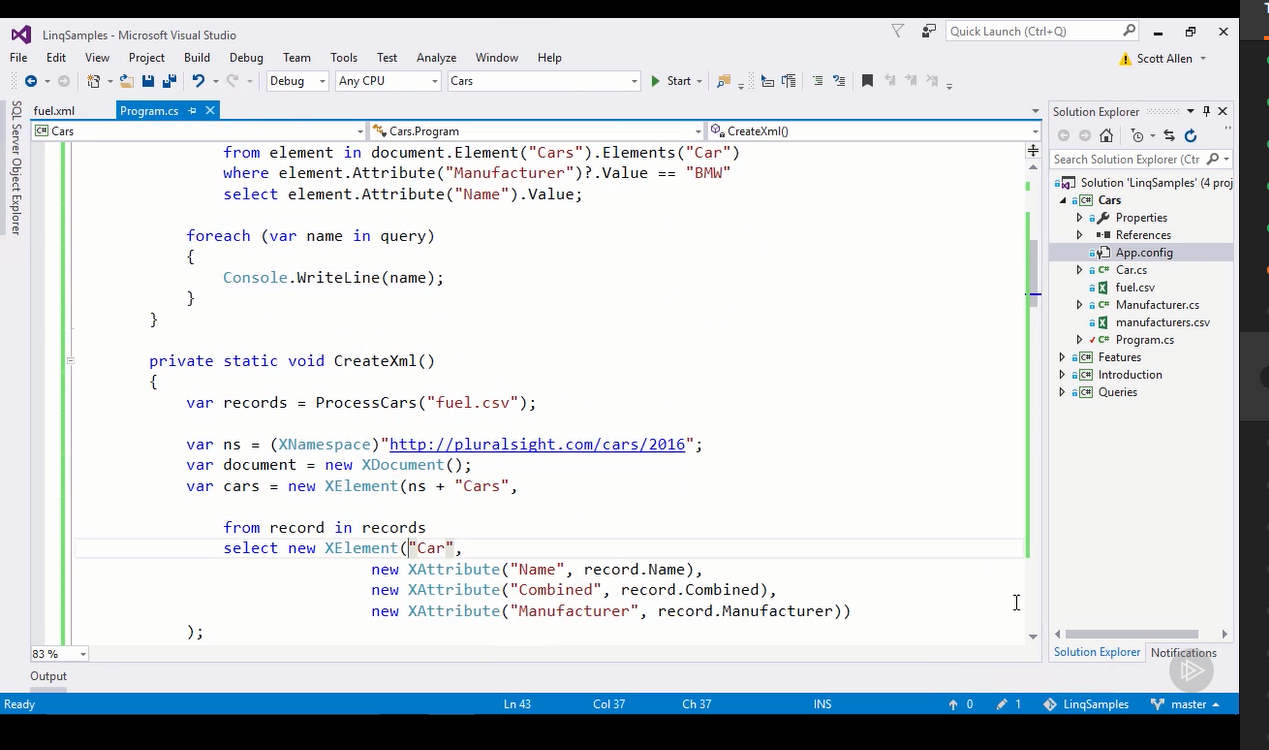 LinqSamples - Microsoft Visual Studio
Quick Launch (Ctrl+Q)
File Edit View Project Build Debug Team Tools Test Analyze Window Help
Scott Allen
Debug Any CPU Cars Start
SQL Server Object Explorer
fuel.xml Program.cs
Cars Cars.Program CreateXml()
from element in document.Element("Cars").Elements("Car")
where element.Attribute("Manufacturer")?.Value == "BMW"
select element.Attribute("Name").Value;
foreach (var name in query)
{
Console.WriteLine(name);
}
}
private static void CreateXml()
{
var records = ProcessCars("fuel.csv");
var ns = (XNamespace)"http://pluralsight.com/cars/2016";
var document = new XDocument();
var cars = new XElement(ns + "Cars",
from record in records
select new XElement("Car",
new XAttribute("Name", record.Name),
new XAttribute("Combined", record.Combined),
new XAttribute("Manufacturer", record.Manufacturer))
);
83 %
Output
Solution Explorer
Search Solution Explorer (Ctr
Solution 'LinqSamples' (4 proj
C# Cars
Properties
References
App.config
C# Car.cs
fuel.csv
C# Manufacturer.cs
manufacturers.csv
C# Program.cs
C# Features
C# Introduction
C# Queries
Solution Explorer Notifications
Ready Ln 43 Col 37 Ch 37 INS 0 1 LinqSamples master